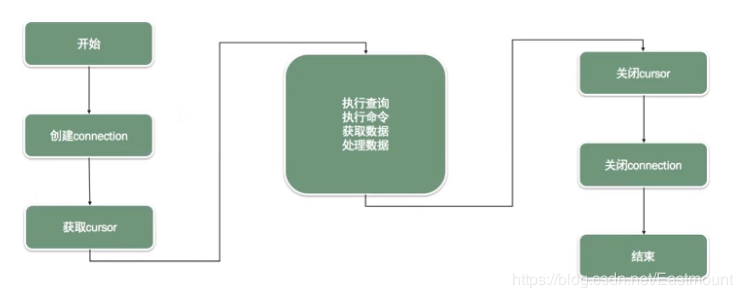 开始
创建connection
获取cursor
执行查询
执行命令
获取数据
处理数据
关闭cursor
关闭connection
结束
https://blog.csdn.net/Eastmount